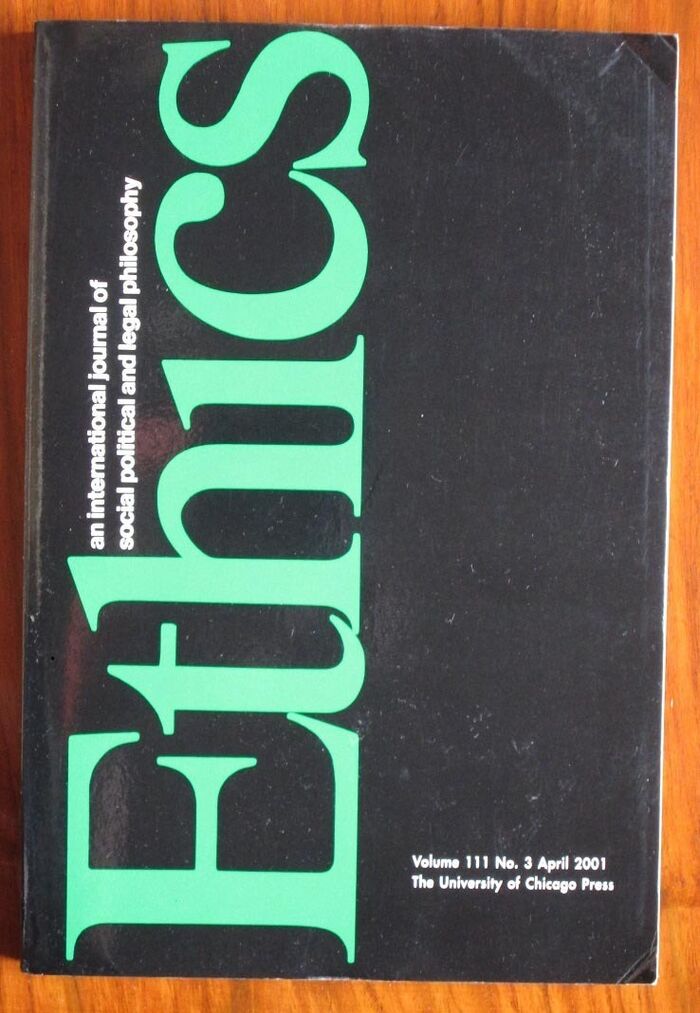 Ethics
an international journal of
social political and legal philosophy
Volume 111 No. 3 April 2001
The University of Chicago Press